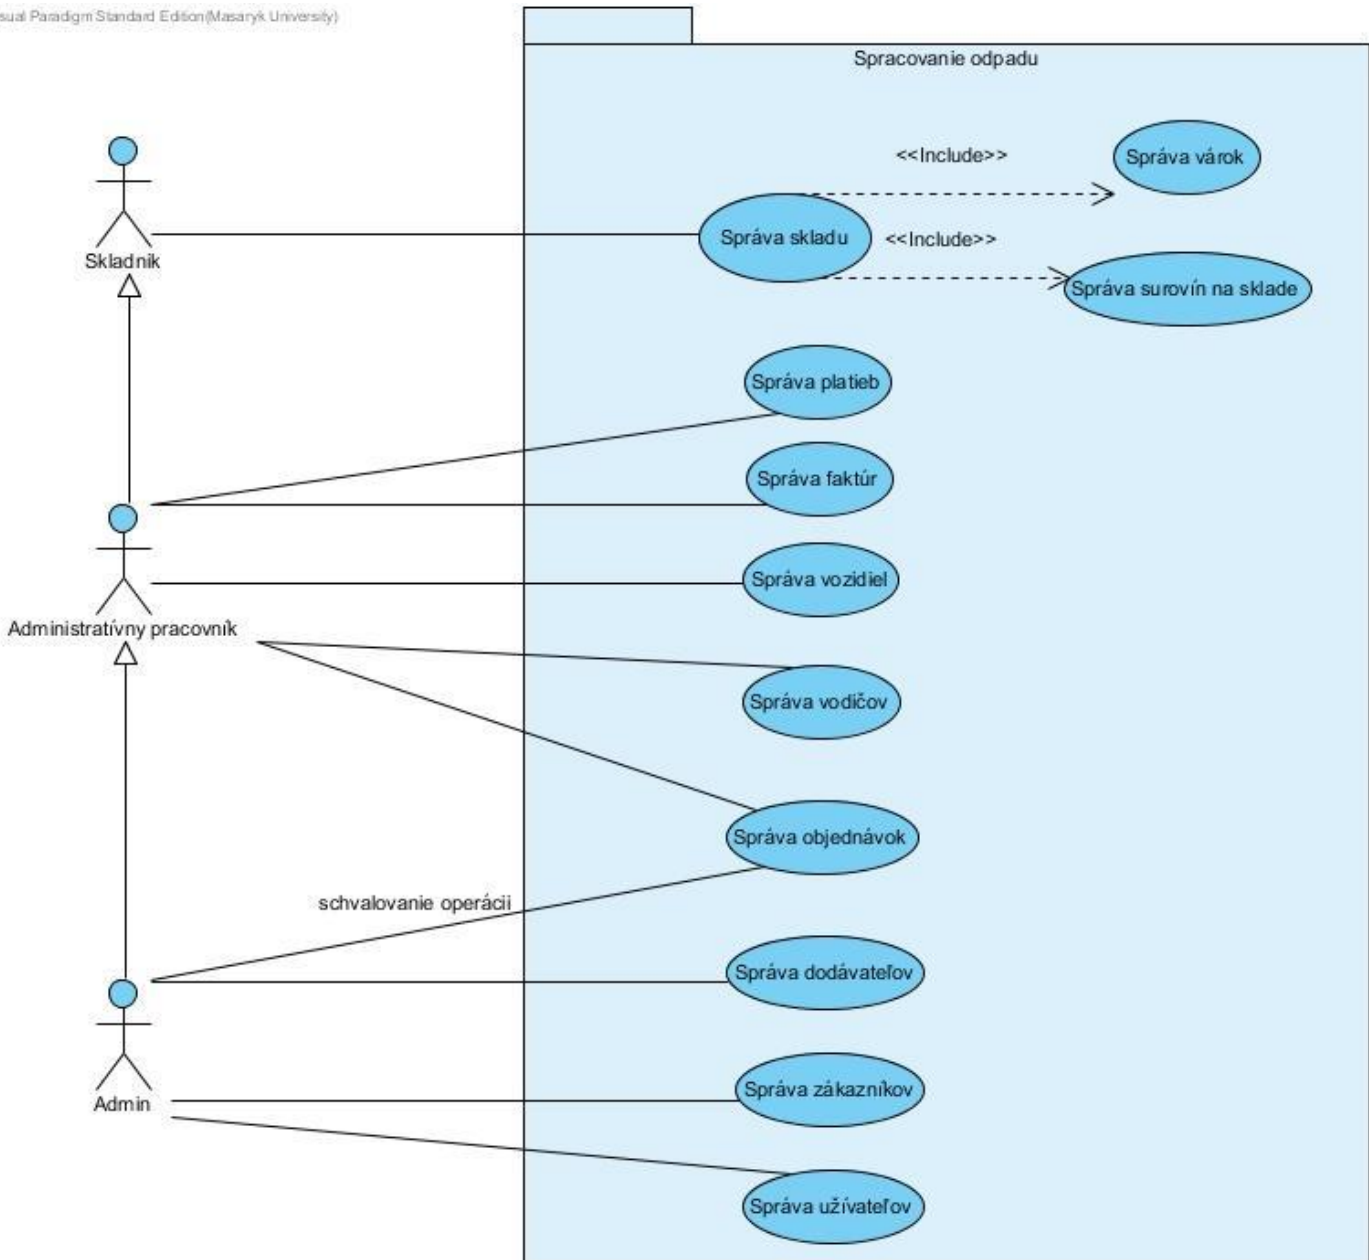 sual Paradigm Standard Edition(Masaryk University)
Spracovanie odpadu
<<Include>>
Správa várok
Správa skladu
<<Include>>
Skladnik
Správa surovín na sklade
Správa platieb
Správa faktúr
Správa vozidiel
Administratívny pracovník
Správa vodičov
Správa objednávok
schvalovanie operácii
Správa dodávateľov
Správa zákazníkov
Admin
Správa užívateľov